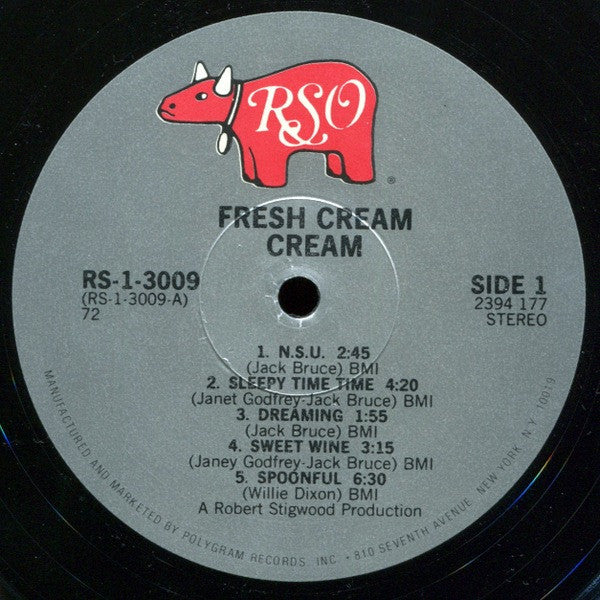 RSO
®
FRESH CREAM
CREAM
RS-1-3009
(RS-1-3009-A)
72
SIDE 1
2394 177
STEREO
1. N.S.U. 2:45
(Jack Bruce) BMI
2. SLEEPY TIME TIME 4:20
(Janet Godfrey-Jack Bruce) BMI
3. DREAMING 1:55
(Jack Bruce) BMI
4. SWEET WINE 3:15
(Janey Godfrey-Jack Bruce) BMI
5. SPOONFUL 6:30
(Willie Dixon) BMI
A Robert Stigwood Production
MANUFACTURED AND MARKETED BY POLYGRAM RECORDS, INC. • 810 SEVENTH AVENUE, NEW YORK, N.Y. 10019